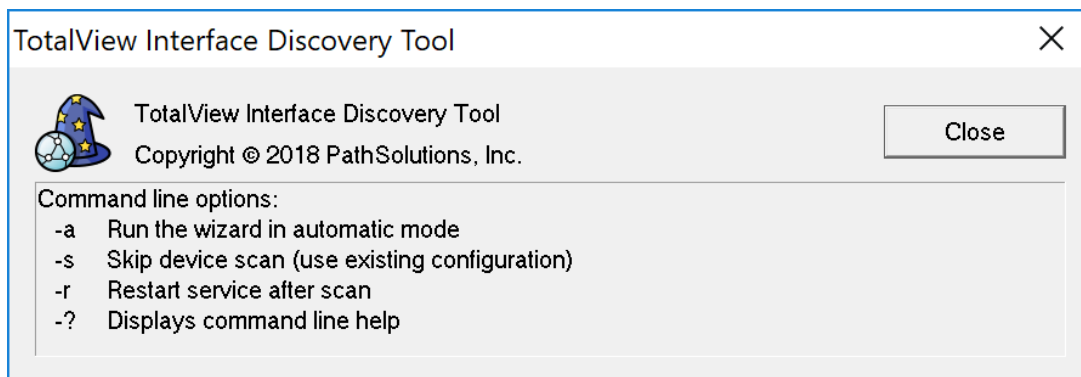 TotalView Interface Discovery Tool
TotalView Interface Discovery Tool
Copyright © 2018 PathSolutions, Inc.
Close
Command line options:
-a Run the wizard in automatic mode
-s Skip device scan (use existing configuration)
-r Restart service after scan
-? Displays command line help